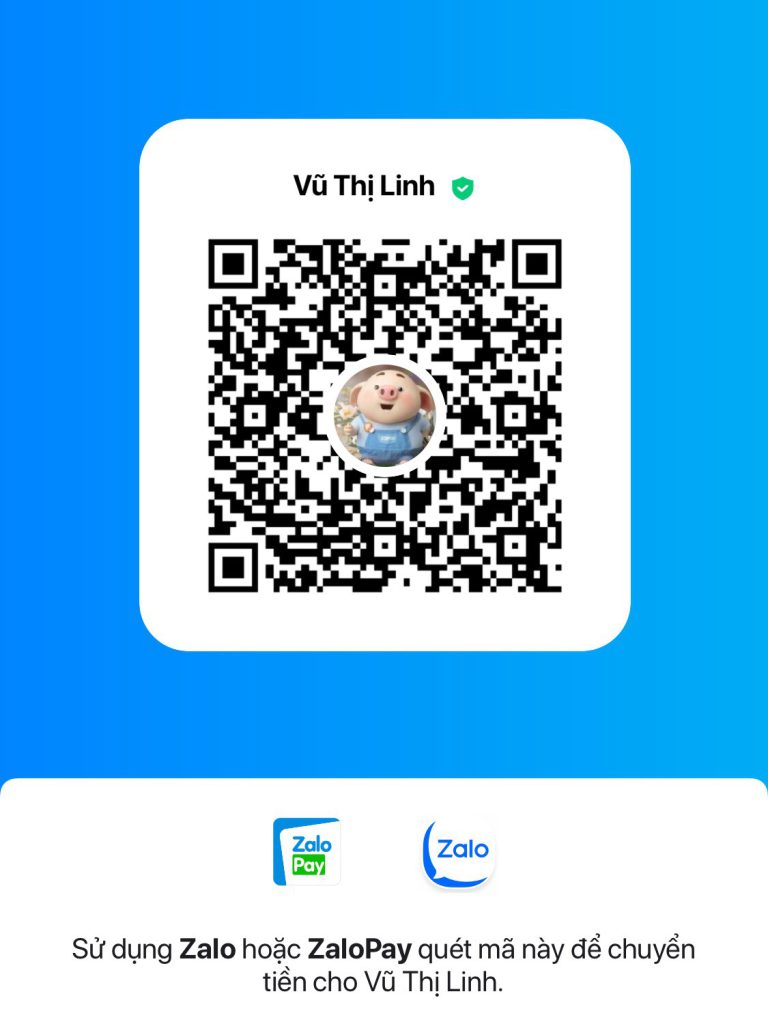 Vũ Thị Linh
Zalo
Pay
Zalo
Sử dụng Zalo hoặc ZaloPay quét mã này để chuyển
tiền cho Vũ Thị Linh.